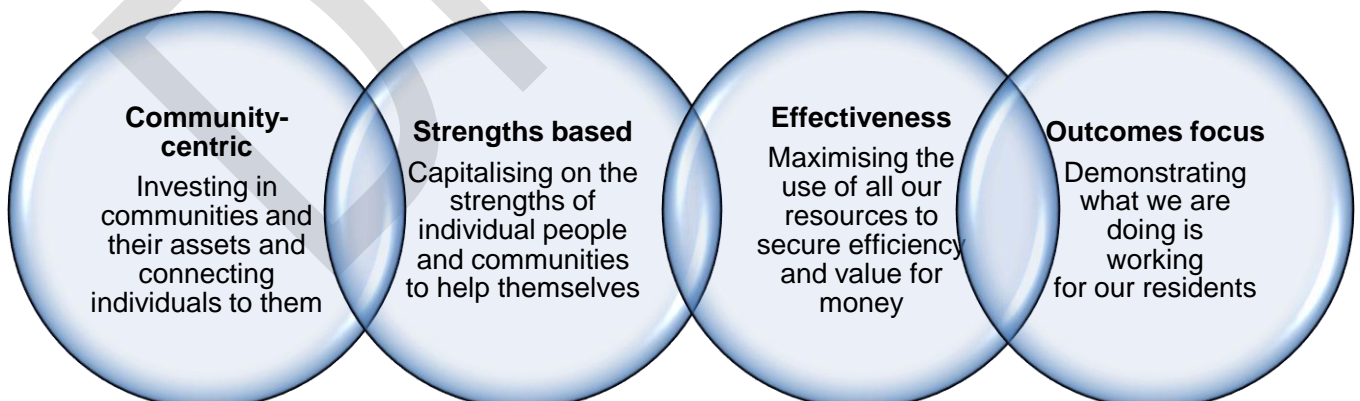 Community-
centric
Investing in
communities and
their assets and
connecting
individuals to them
Strengths based
Capitalising on the
strengths of
individual people
and communities
to help themselves
Effectiveness
Maximising the
use of all our
resources to
secure efficiency
and value for
money
Outcomes focus
Demonstrating
what we are
doing is
working
for our residents